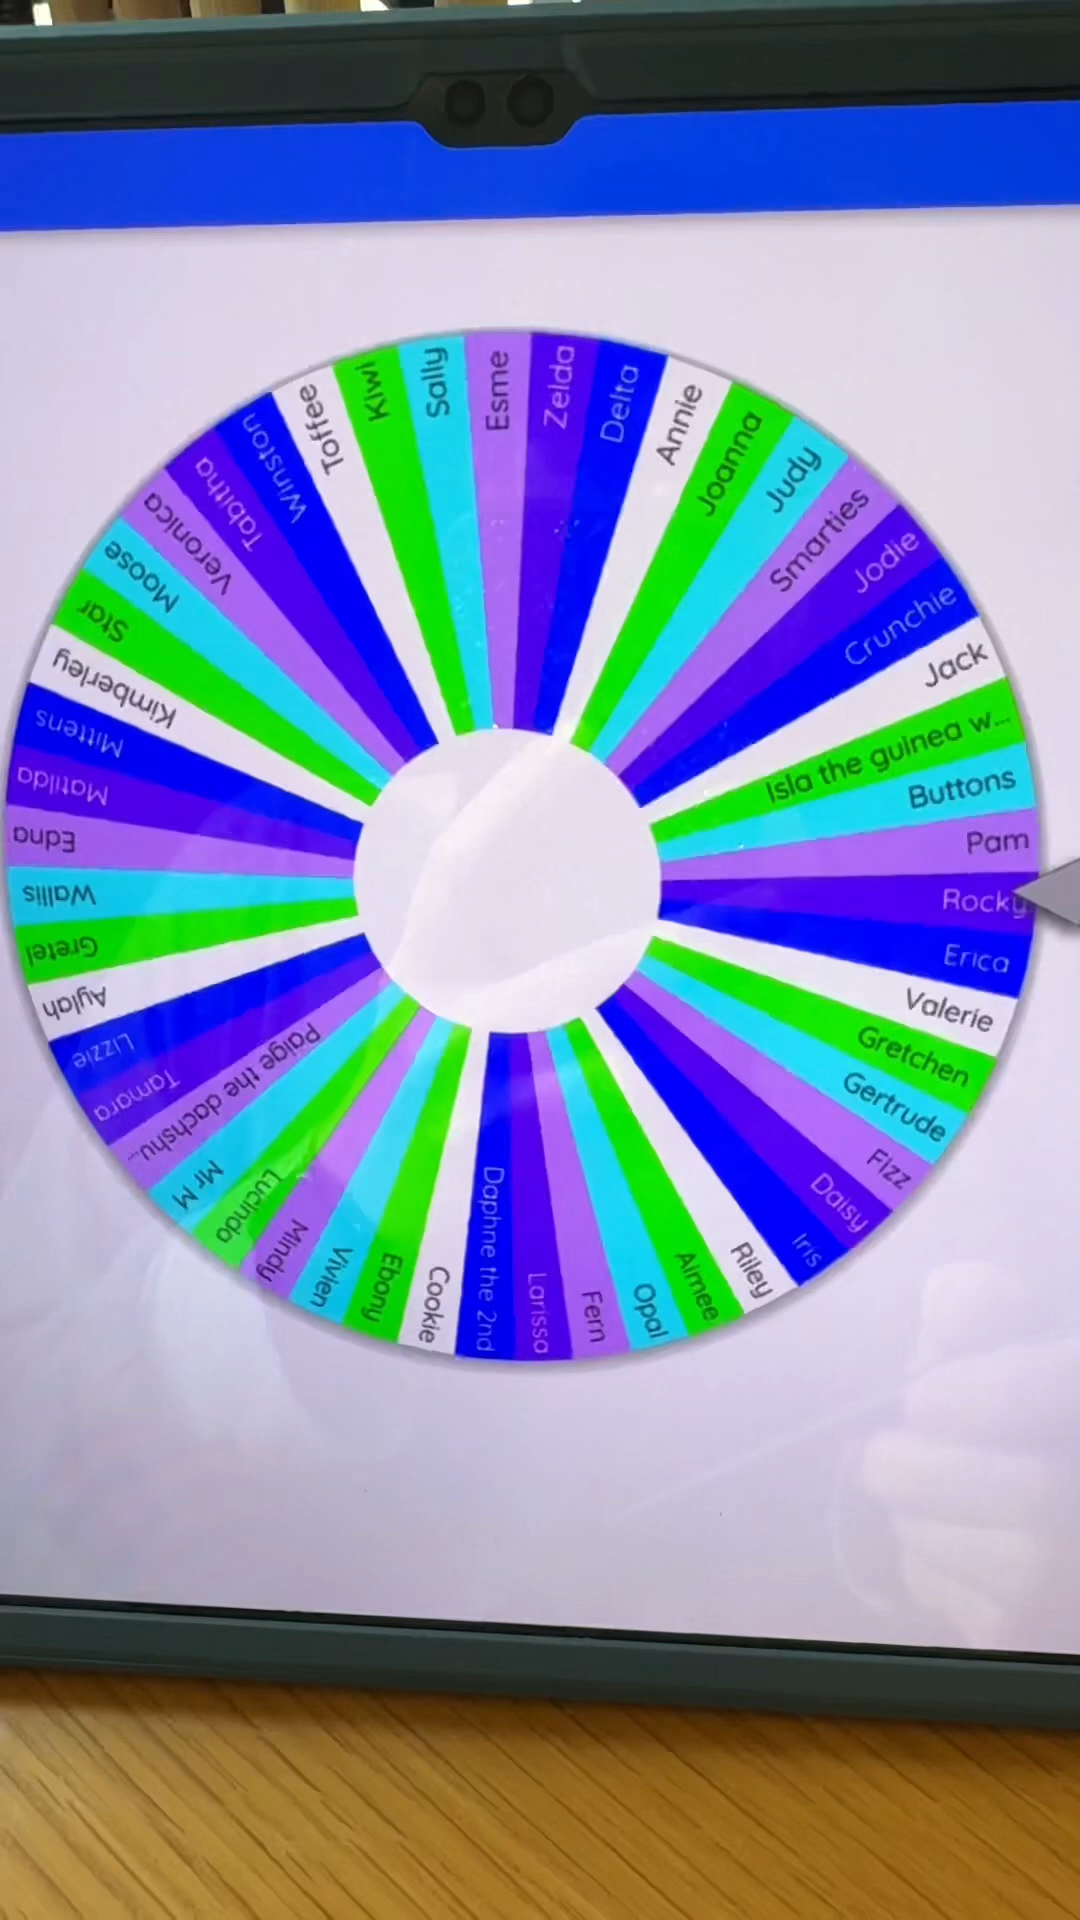 Esme
Zelda
Delta
Annie
Joanna
Judy
Smarties
Jodie
Crunchie
Jack
Isla the guinea w...
Buttons
Pam
Rocky
Erica
Valerie
Gretchen
Gertrude
Fizz
Daisy
Iris
Riley
Aimee
Opal
Fern
Larissa
Daphne the 2nd
Cookie
Ebony
Vivien
Mindy
Lucinda
Mr M
Paige the dachshu...
Tamara
Lizzie
Aylah
Gretel
Wallis
Edna
Matilda
Mittens
Kimberley
Star
Moose
Veronica
Tabitha
Winston
Toffee
Kiwi
Sally